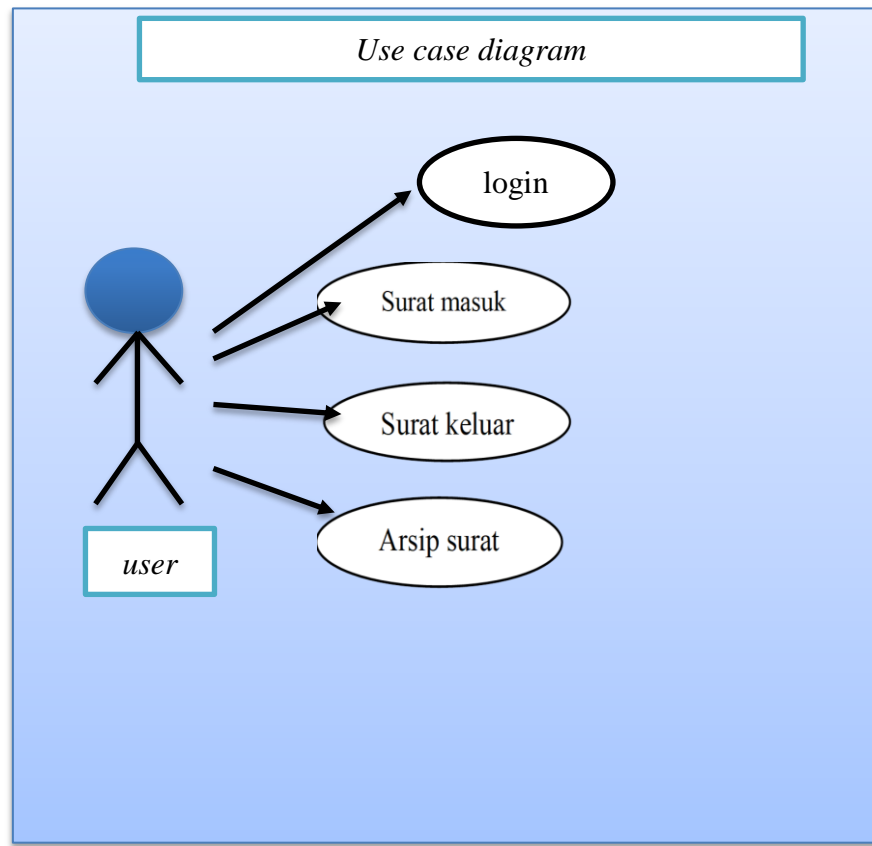 Use case diagram
login
Surat masuk
Surat keluar
Arsip surat
user